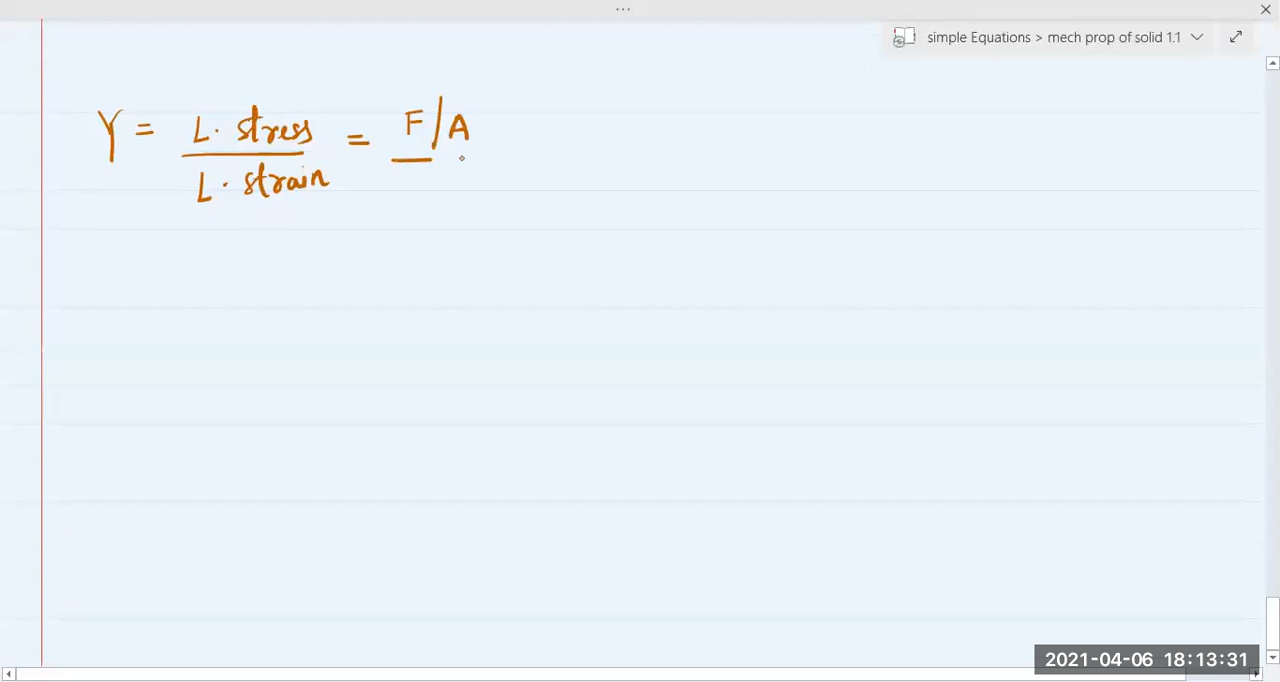 simple Equations > mech prop of solid 1.1
Y = L. stress / L. strain = F/A
2021-04-06 18:13:31